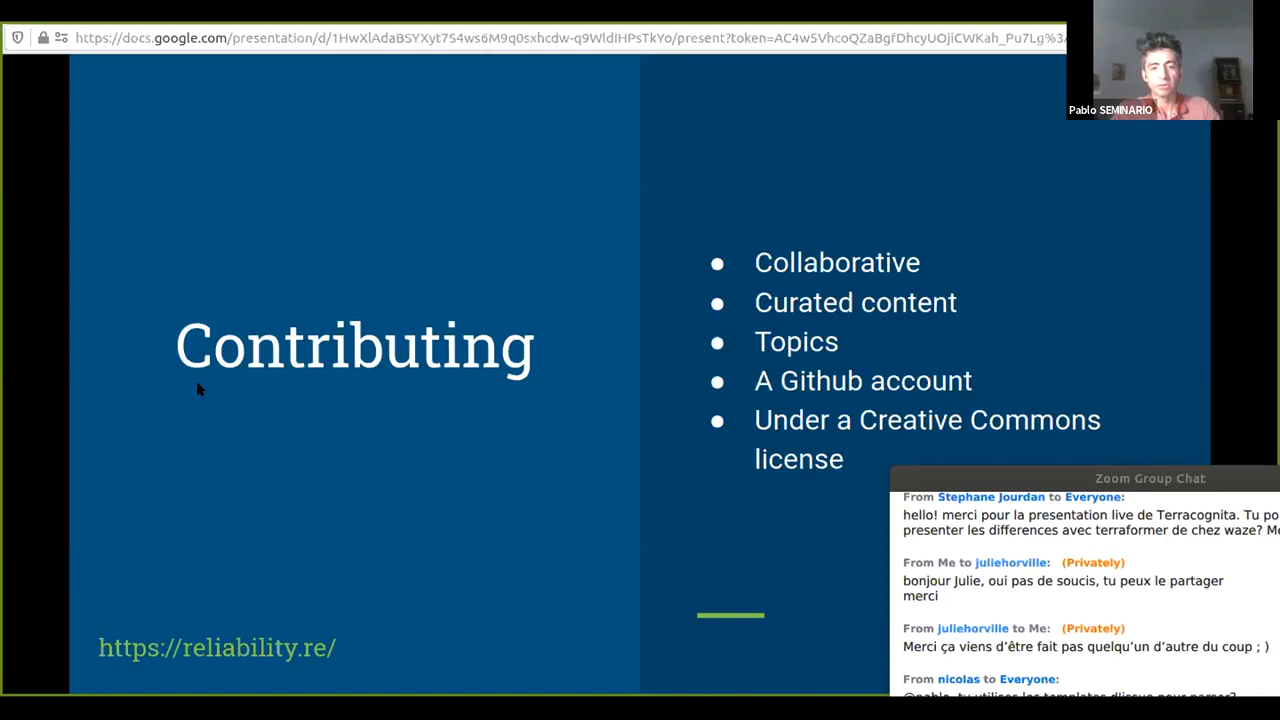 https://docs.google.com/presentation/d/1HwXlAdaBSYXyt7S4ws6M9q0sxhcdw-q9WldIHPsTkYo/present?token=AC4w5VhcoQZaBgfDhcyUOjiCWKah_Pu7Lg%3/
Pablo SEMINARIO
Contributing
● Collaborative
● Curated content
● Topics
● A Github account
● Under a Creative Commons
license
https://reliability.re/
Zoom Group Chat
From Stephane Jourdan to Everyone:
hello! merci pour la presentation live de Terracognita. Tu po
presenter les differences avec terraformer de chez waze? Me
From Me to juliehorville: (Privately)
bonjour Julie, oui pas de soucis, tu peux le partager
merci
From juliehorville to Me: (Privately)
Merci ça viens d’être fait pas quelqu’un d’autre du coup ; )
From nicolas to Everyone: